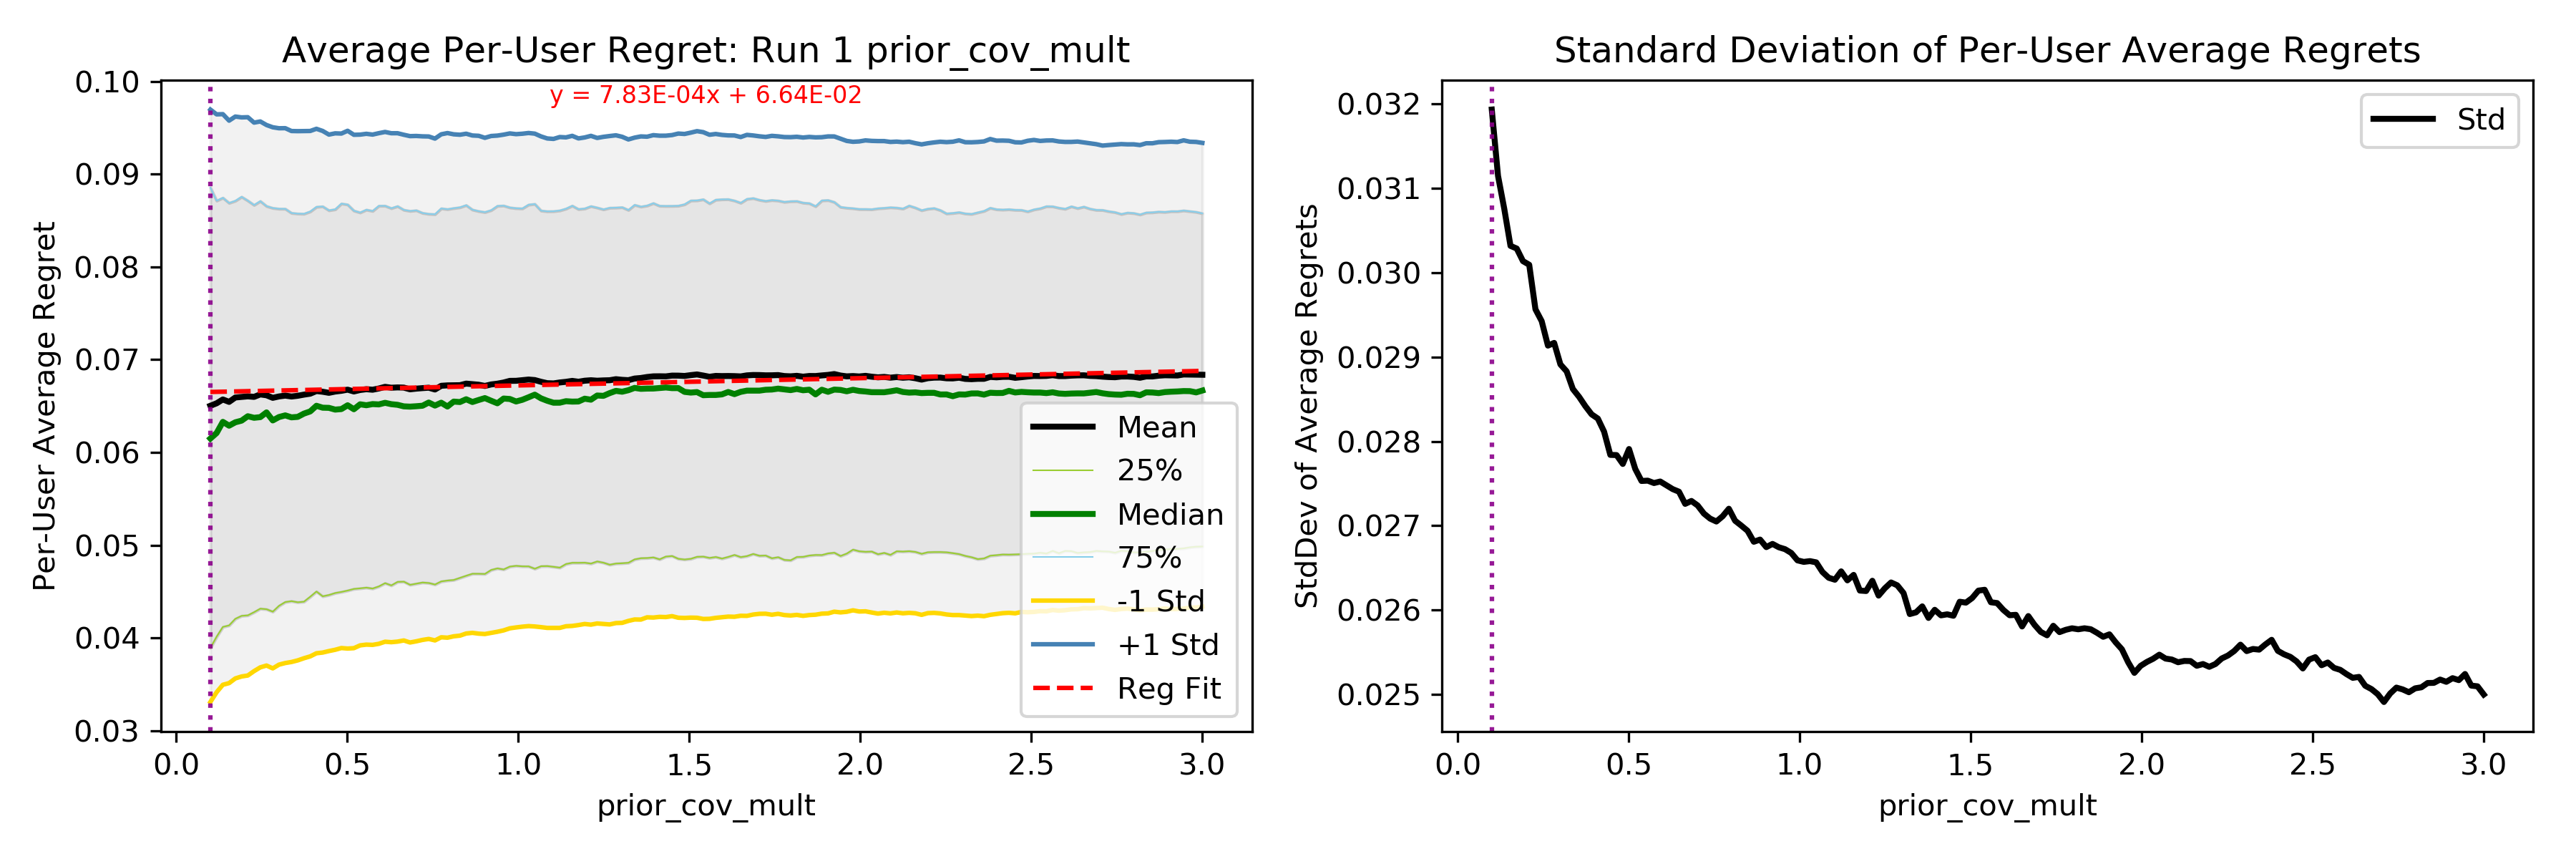 Average Per-User Regret: Run 1 prior_cov_mult
y = 7.83E-04x + 6.64E-02
Per-User Average Regret
0.10
0.09
0.08
0.07
0.06
0.05
0.04
0.03
0.0 0.5 1.0 1.5 2.0 2.5 3.0
prior_cov_mult
Mean
25%
Median
75%
-1 Std
+1 Std
Reg Fit
Standard Deviation of Per-User Average Regrets
Std
StdDev of Average Regrets
0.032
0.031
0.030
0.029
0.028
0.027
0.026
0.025
0.0 0.5 1.0 1.5 2.0 2.5 3.0
prior_cov_mult